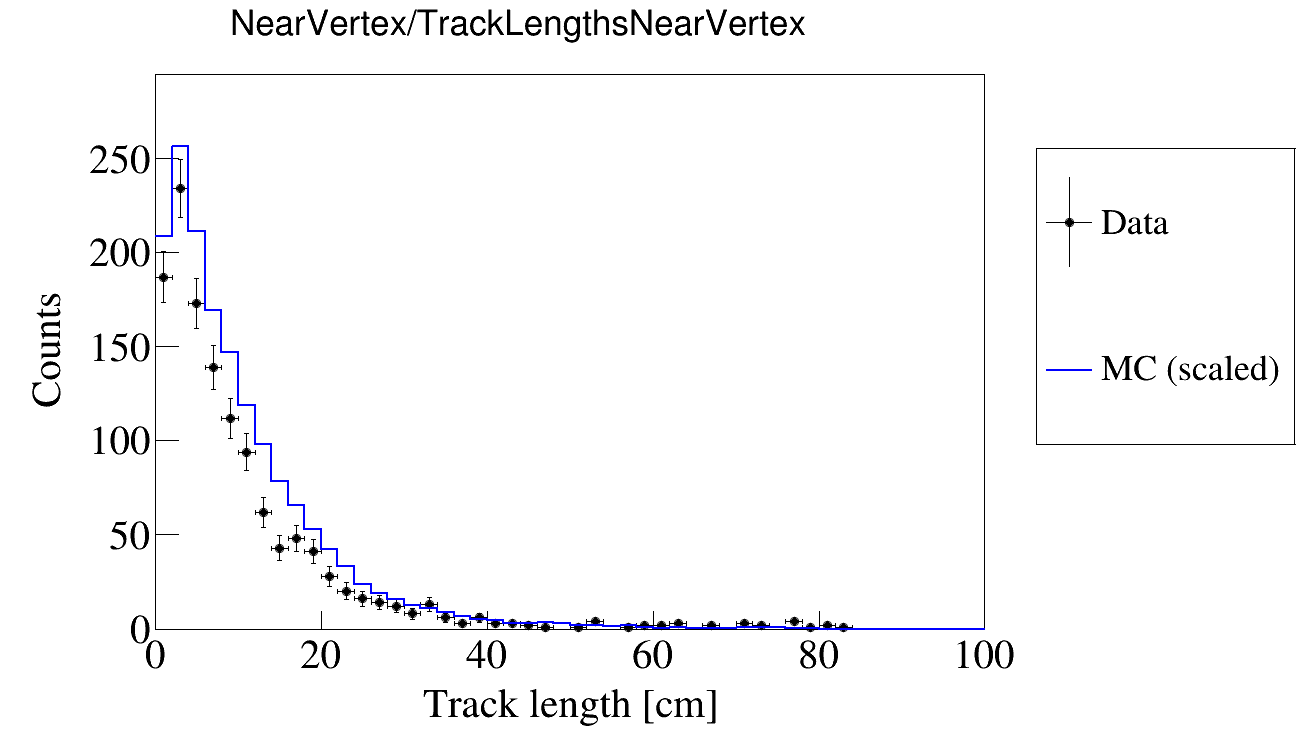 NearVertex/TrackLengthsNearVertex
250
200
150
100
50
0
Counts
0 20 40 60 80 100
Track length [cm]
Data
MC (scaled)